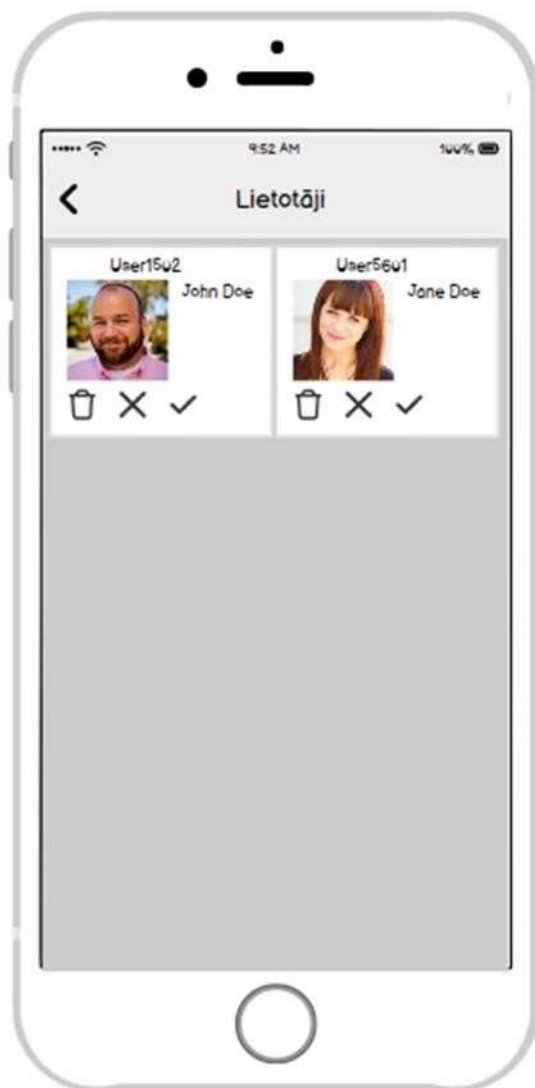 9:52 AM 100%
Lietotāji
User1502
John Doe
User5601
Jane Doe